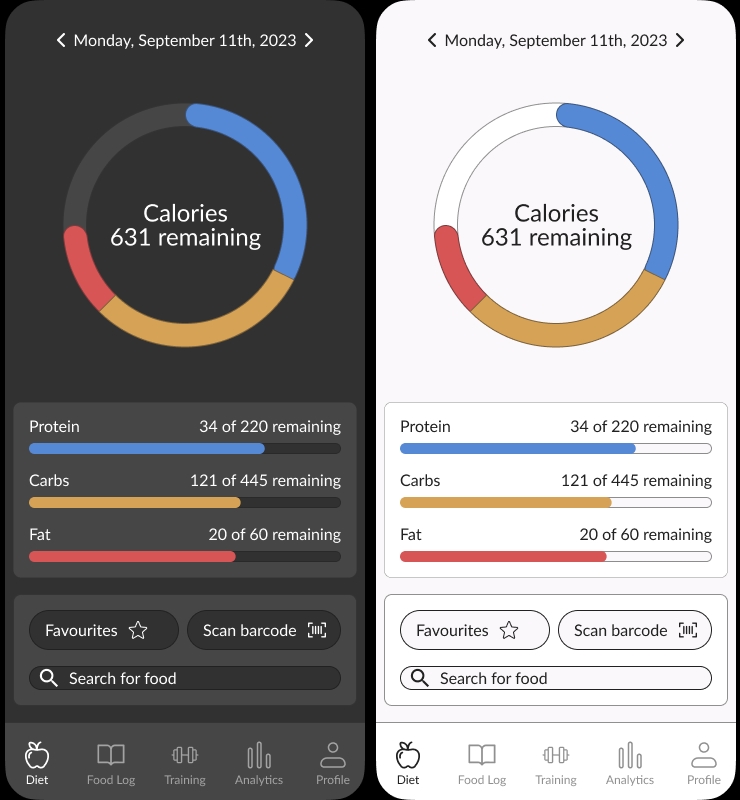 Monday, September 11th, 2023
Calories
631 remaining
Protein 34 of 220 remaining
Carbs 121 of 445 remaining
Fat 20 of 60 remaining
Favourites Scan barcode
Search for food
Diet Food Log Training Analytics Profile
Monday, September 11th, 2023
Calories
631 remaining
Protein 34 of 220 remaining
Carbs 121 of 445 remaining
Fat 20 of 60 remaining
Favourites Scan barcode
Search for food
Diet Food Log Training Analytics Profile